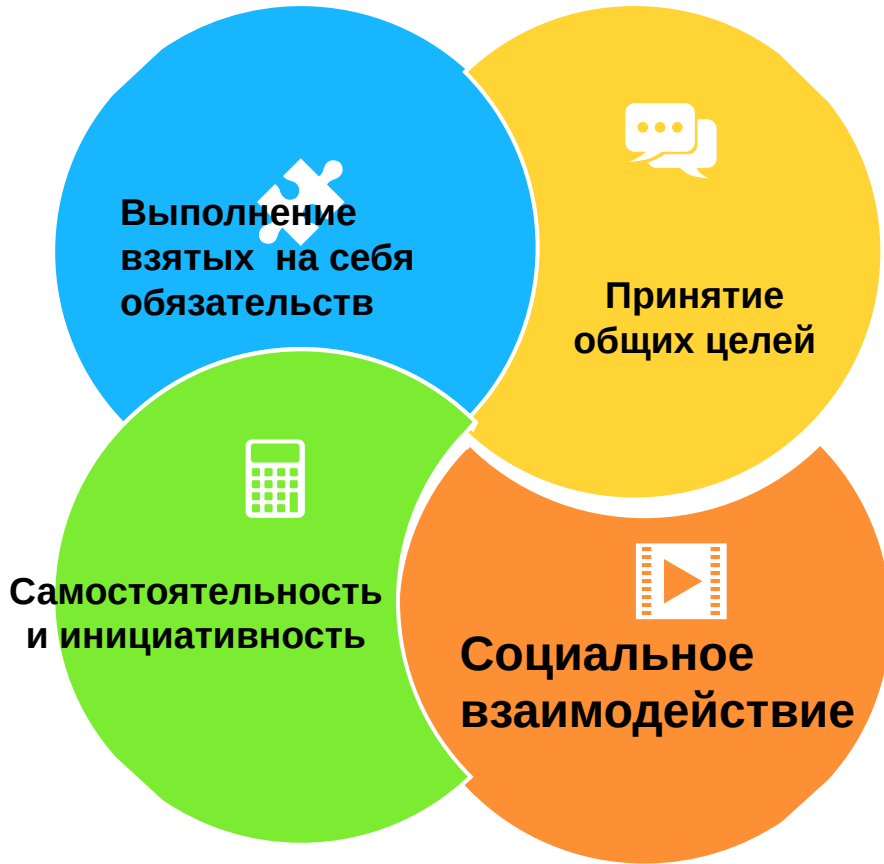 Выполнение
взятых  на себя
обязательств
Принятие
общих целей
Самостоятельность
и инициативность
Социальное
взаимодействие